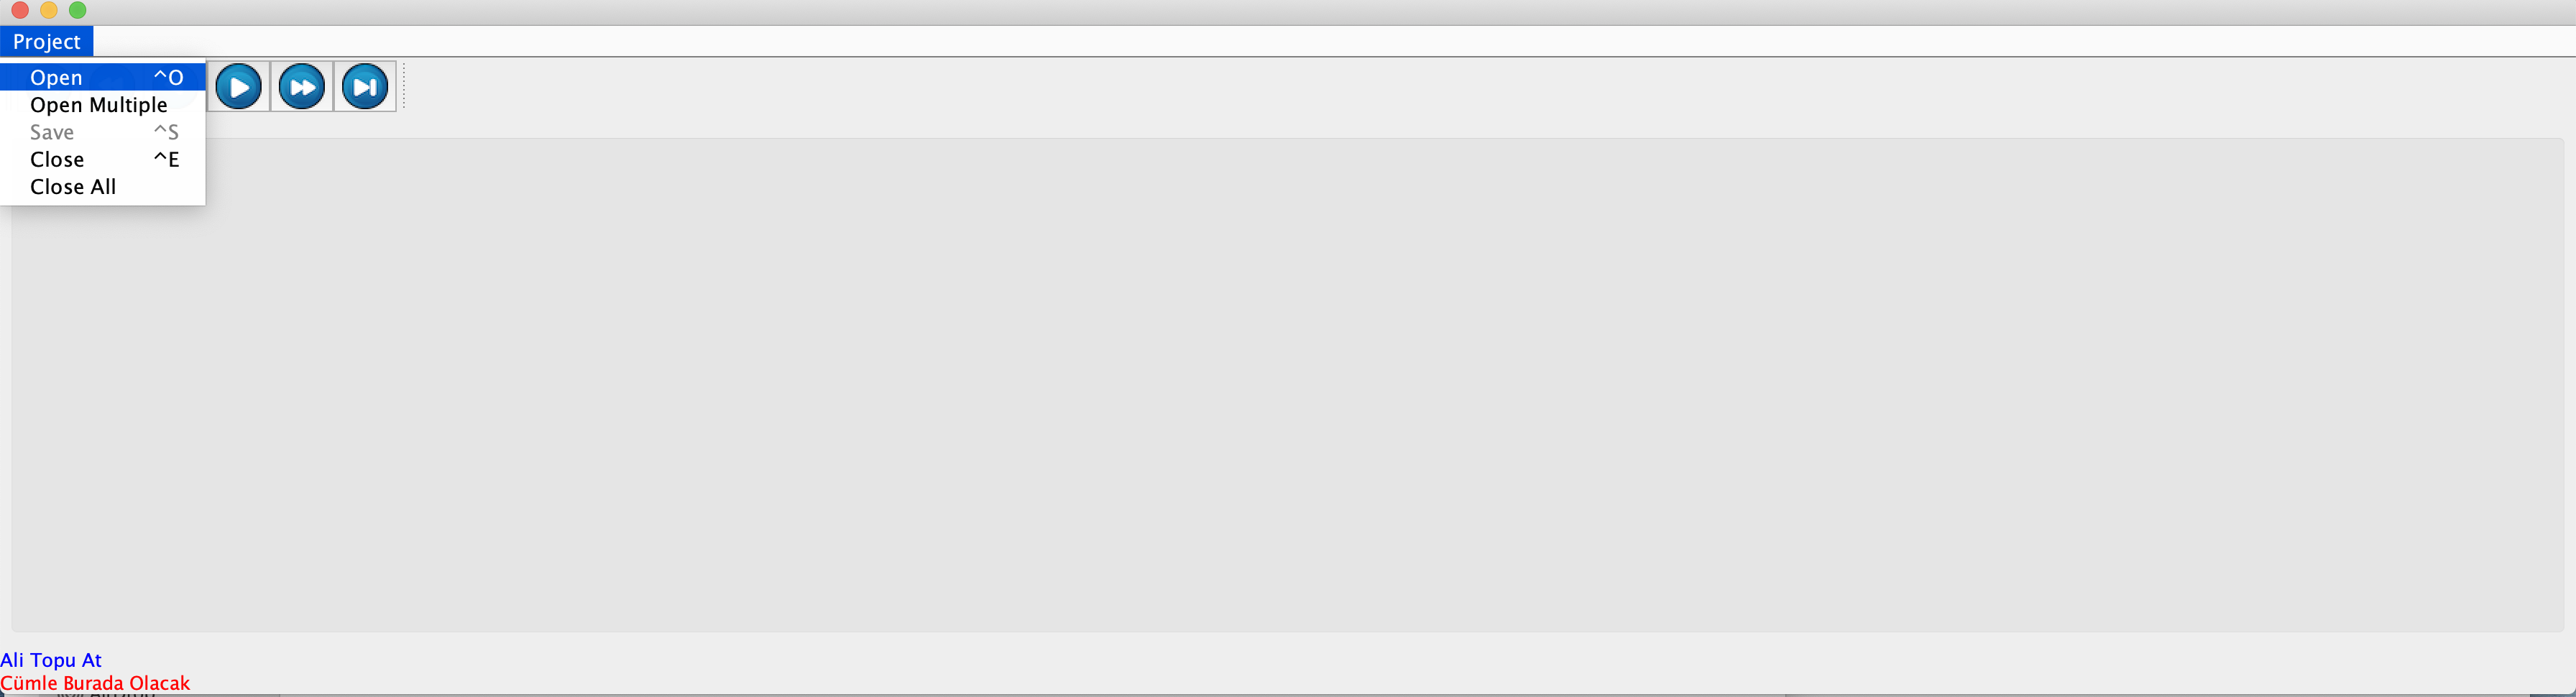 Project
Open ^O
Open Multiple
Save ^S
Close ^E
Close All
Ali Topu At
Cümle Burada Olacak